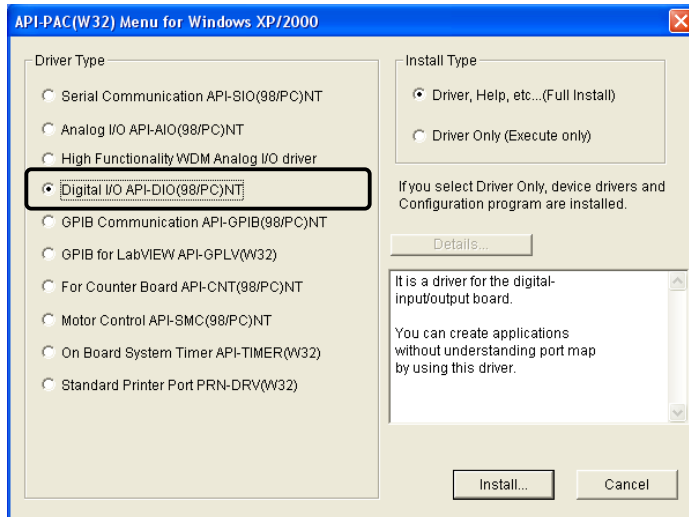 API-PAC(W32) Menu for Windows XP/2000
Driver Type
Serial Communication API-SIO(98/PC)NT
Analog I/O API-AIO(98/PC)NT
High Functionality WDM Analog I/O driver
Digital I/O API-DIO(98/PC)NT
GPIB Communication API-GPIB(98/PC)NT
GPIB for LabVIEW API-GPLV(W32)
For Counter Board API-CNT(98/PC)NT
Motor Control API-SMC(98/PC)NT
On Board System Timer API-TIMER(W32)
Standard Printer Port PRN-DRV(W32)
Install Type
Driver, Help, etc...(Full Install)
Driver Only (Execute only)
If you select Driver Only, device drivers and
Configuration program are installed.
Details...
It is a driver for the digital-
input/output board.
You can create applications
without understanding port map
by using this driver.
Install...
Cancel